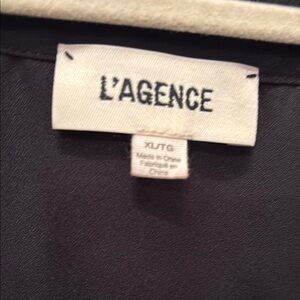 L'AGENCE
XL/TG
Made in China
Fabriqué en
Chine